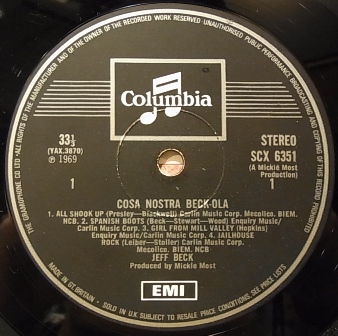 THE GRAMOPHONE CO LTD · ALL RIGHTS OF THE MANUFACTURER AND OF THE OWNER OF THE RECORDED WORK RESERVED · UNAUTHORISED PUBLIC PERFORMANCE BROADCASTING AND COPYING OF THIS RECORD PROHIBITED
Columbia
33⅓
(YAX.3870)
℗ 1969
1
STEREO
SCX 6351
(A Mickie Most
Production)
1
COSA NOSTRA BECK-OLA
1. ALL SHOOK UP (Presley—Blackwell) Carlin Music Corp. Mecolico. BIEM.
NCB. 2. SPANISH BOOTS (Beck—Stewart—Wood) Enquiry Music/
Carlin Music Corp. 3. GIRL FROM MILL VALLEY (Hopkins)
Enquiry Music/Carlin Music Corp. 4. JAILHOUSE
ROCK (Leiber—Stoller) Carlin Music Corp.
Mecolico. BIEM. NCB
JEFF BECK
Produced by Mickie Most
EMI
MADE IN GT BRITAIN
SOLD IN U.K. SUBJECT TO RESALE PRICE CONDITIONS. SEE PRICE LISTS